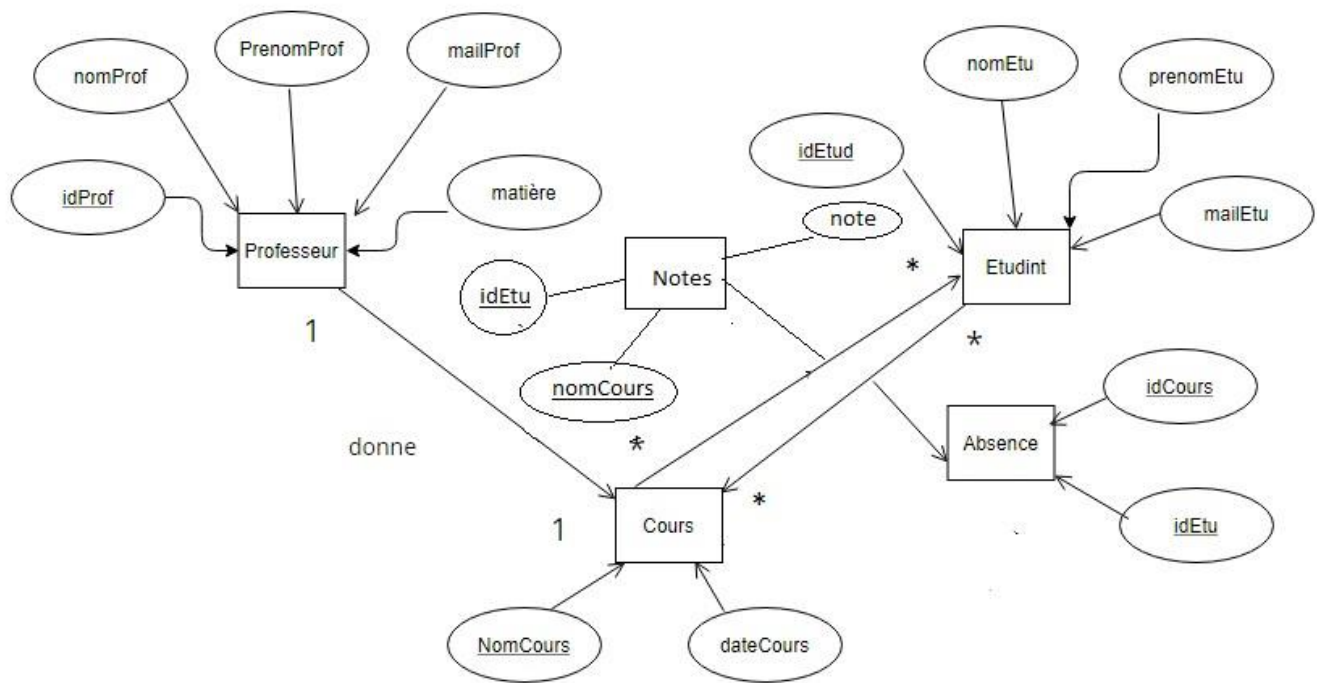 PrenomProf
mailProf
nomProf
nomEtu
prenomEtu
idEtud
idProf
matière
note
mailEtu
Professeur
Notes
*
Etudint
idEtu
1
*
nomCours
idCours
donne
*
Absence
*
1
Cours
idEtu
NomCours
dateCours